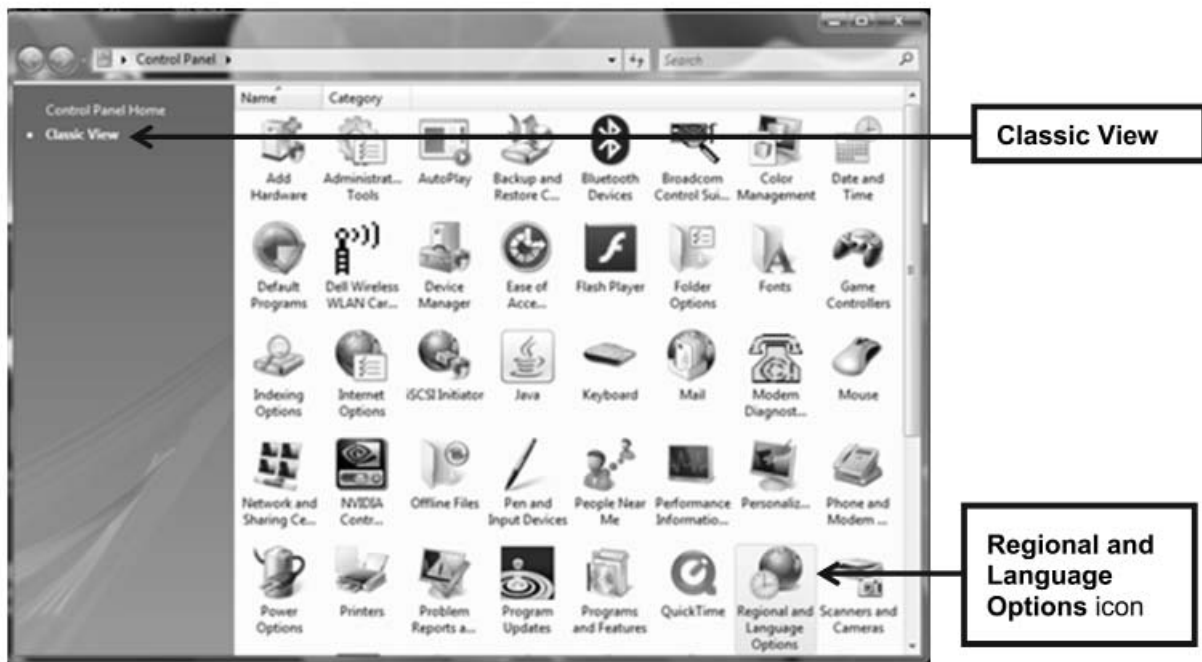 Control Panel
Search
Control Panel Home
Classic View
Name Category
Add Hardware
Administrat... Tools
AutoPlay
Backup and Restore C...
Bluetooth Devices
Broadcom Control Sui...
Color Management
Date and Time
Default Programs
Dell Wireless WLAN Car...
Device Manager
Ease of Acce...
Flash Player
Folder Options
Fonts
Game Controllers
Indexing Options
Internet Options
iSCSI Initiator
Java
Keyboard
Mail
Modem Diagnost...
Mouse
Network and Sharing Ce...
NVIDIA Contr...
Offline Files
Pen and Input Devices
People Near Me
Performance Informatio...
Personaliz...
Phone and Modem ...
Power Options
Printers
Problem Reports a...
Program Updates
Programs and Features
QuickTime
Regional and Language Options
Scanners and Cameras
Classic View
Regional and
Language
Options icon